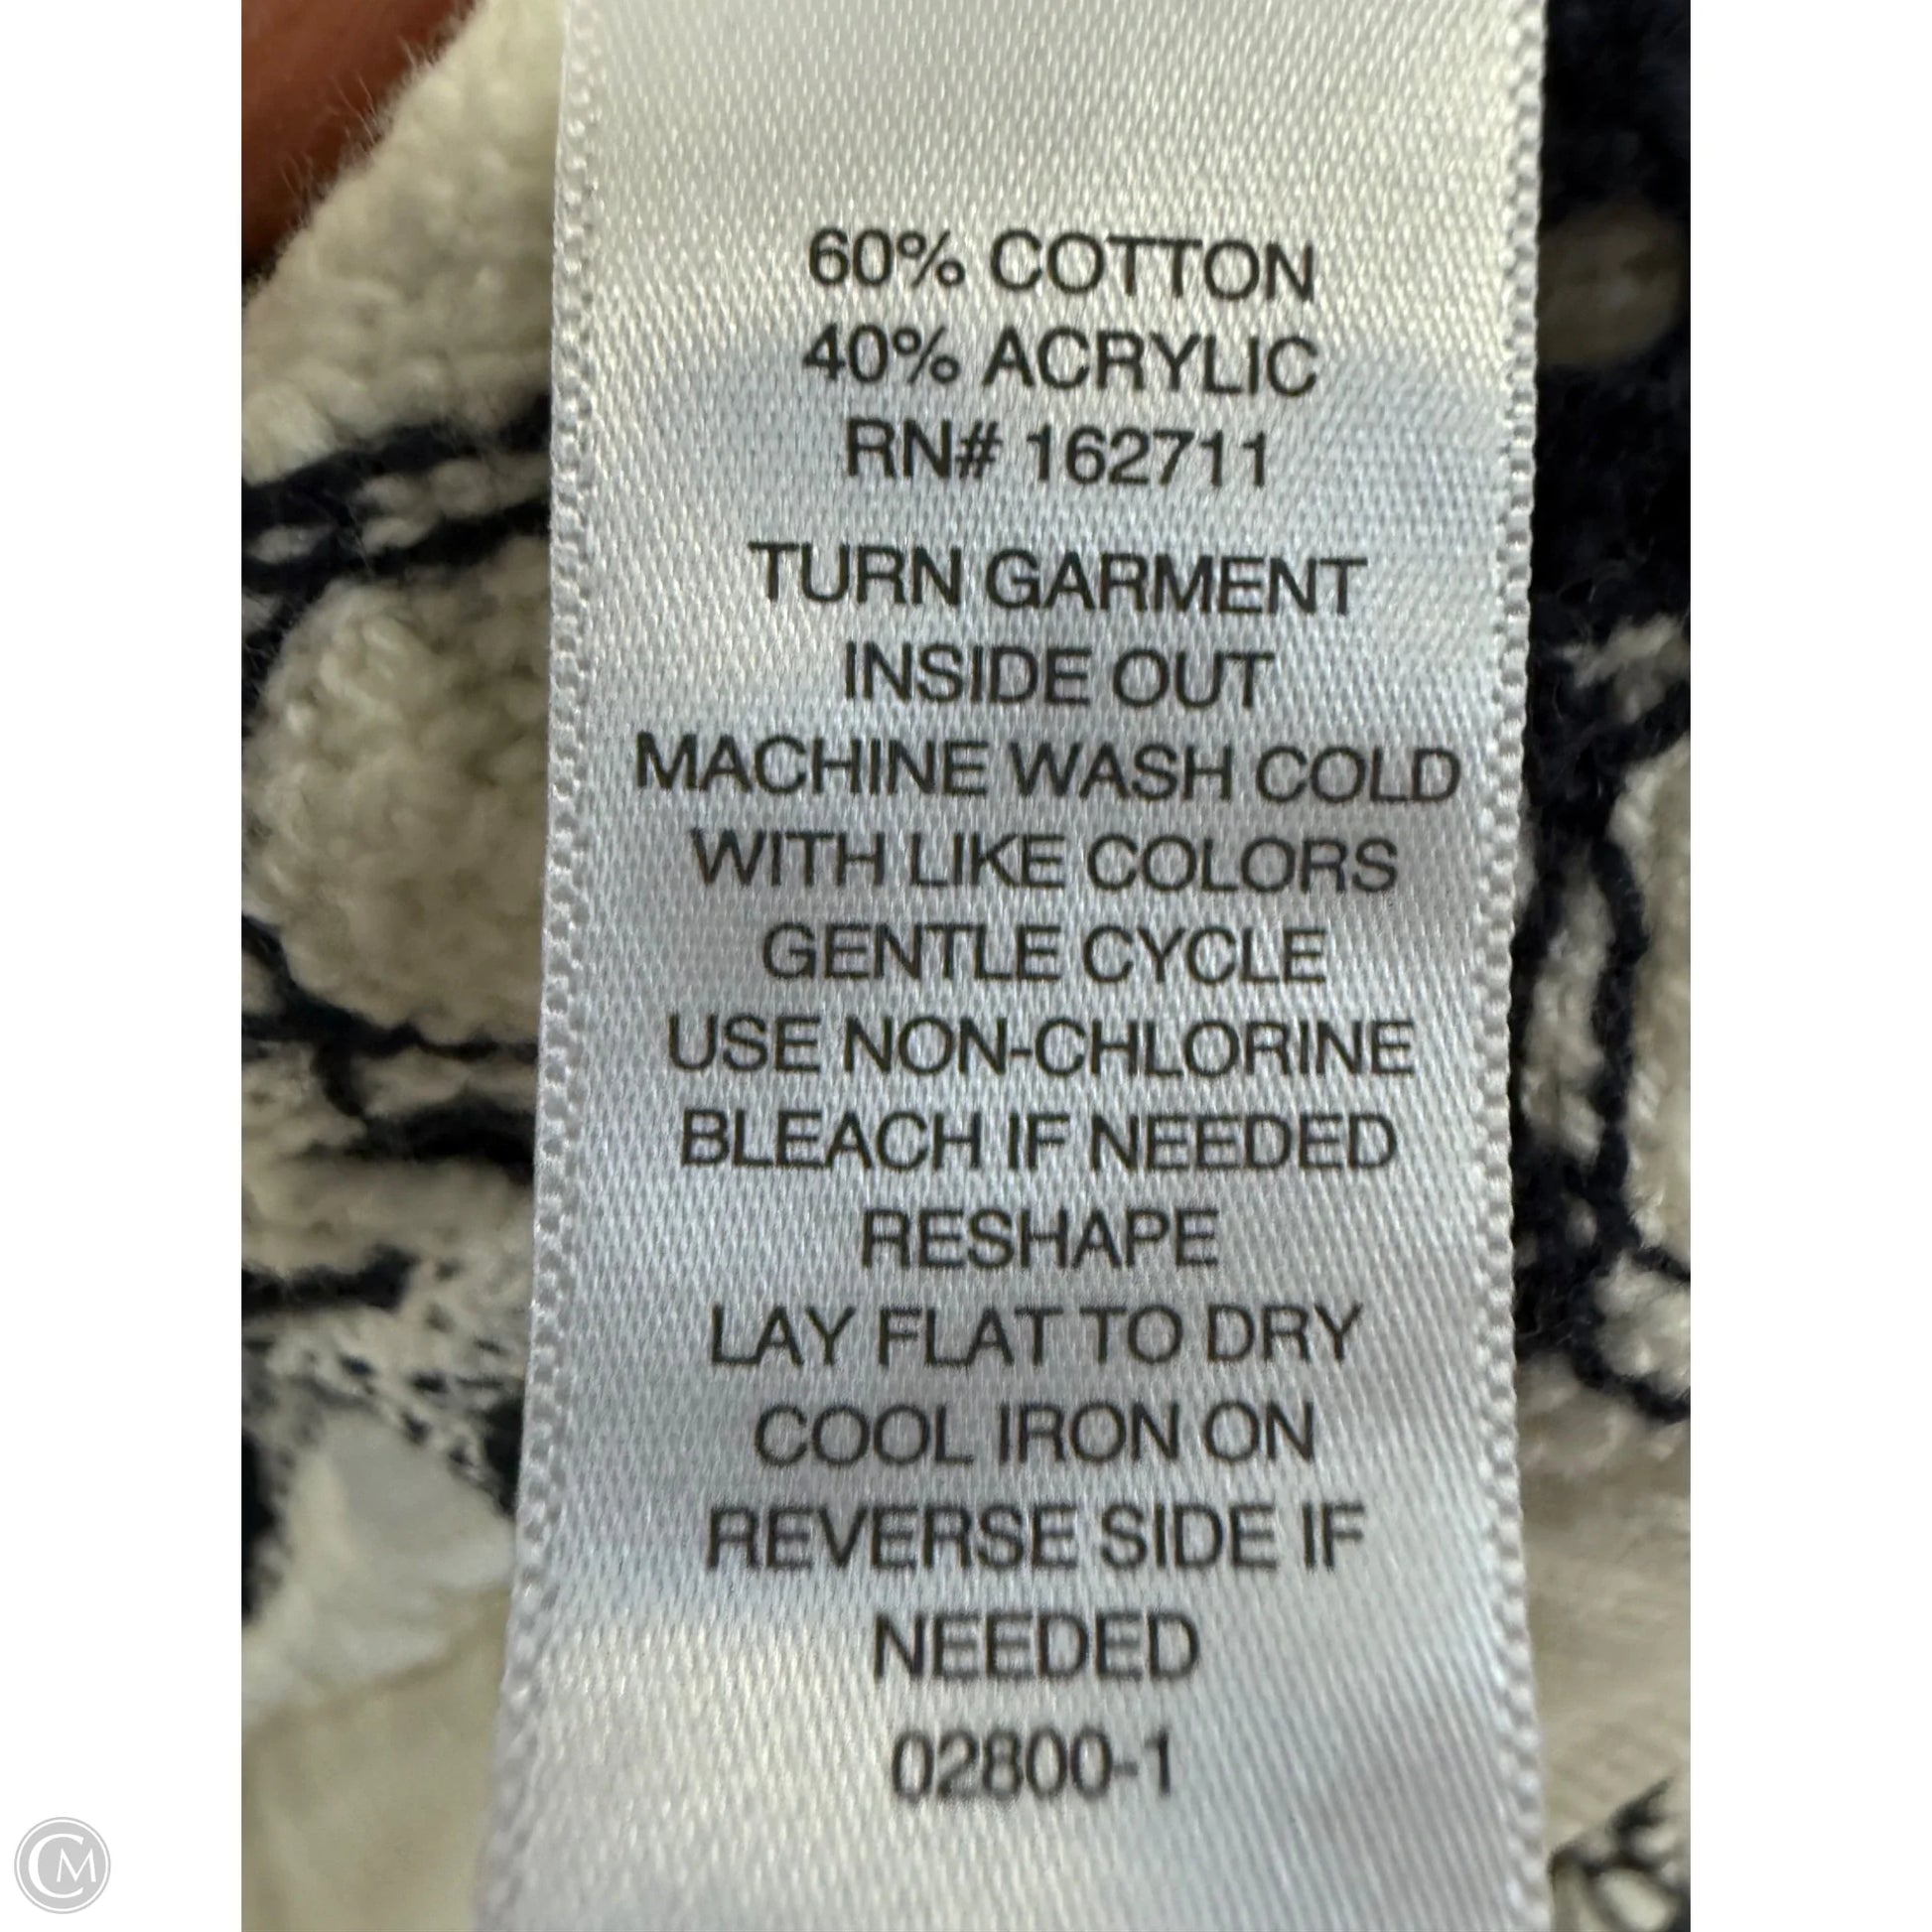 60% COTTON
40% ACRYLIC
RN# 162711
TURN GARMENT
INSIDE OUT
MACHINE WASH COLD
WITH LIKE COLORS
GENTLE CYCLE
USE NON-CHLORINE
BLEACH IF NEEDED
RESHAPE
LAY FLAT TO DRY
COOL IRON ON
REVERSE SIDE IF
NEEDED
02800-1
CM